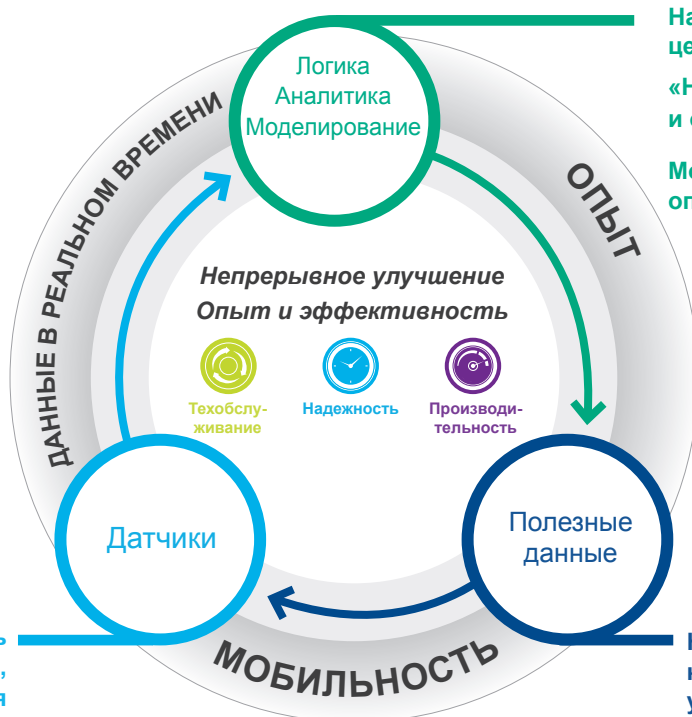 Логика
Аналитика
Моделирование
ДАННЫЕ В РЕАЛЬНОМ ВРЕМЕНИ
ОПЫТ
Непрерывное улучшение
Опыт и эффективность
Техобслу-
живание
Надежность
Производи-
тельность
Датчики
Полезные
данные
МОБИЛЬНОСТЬ